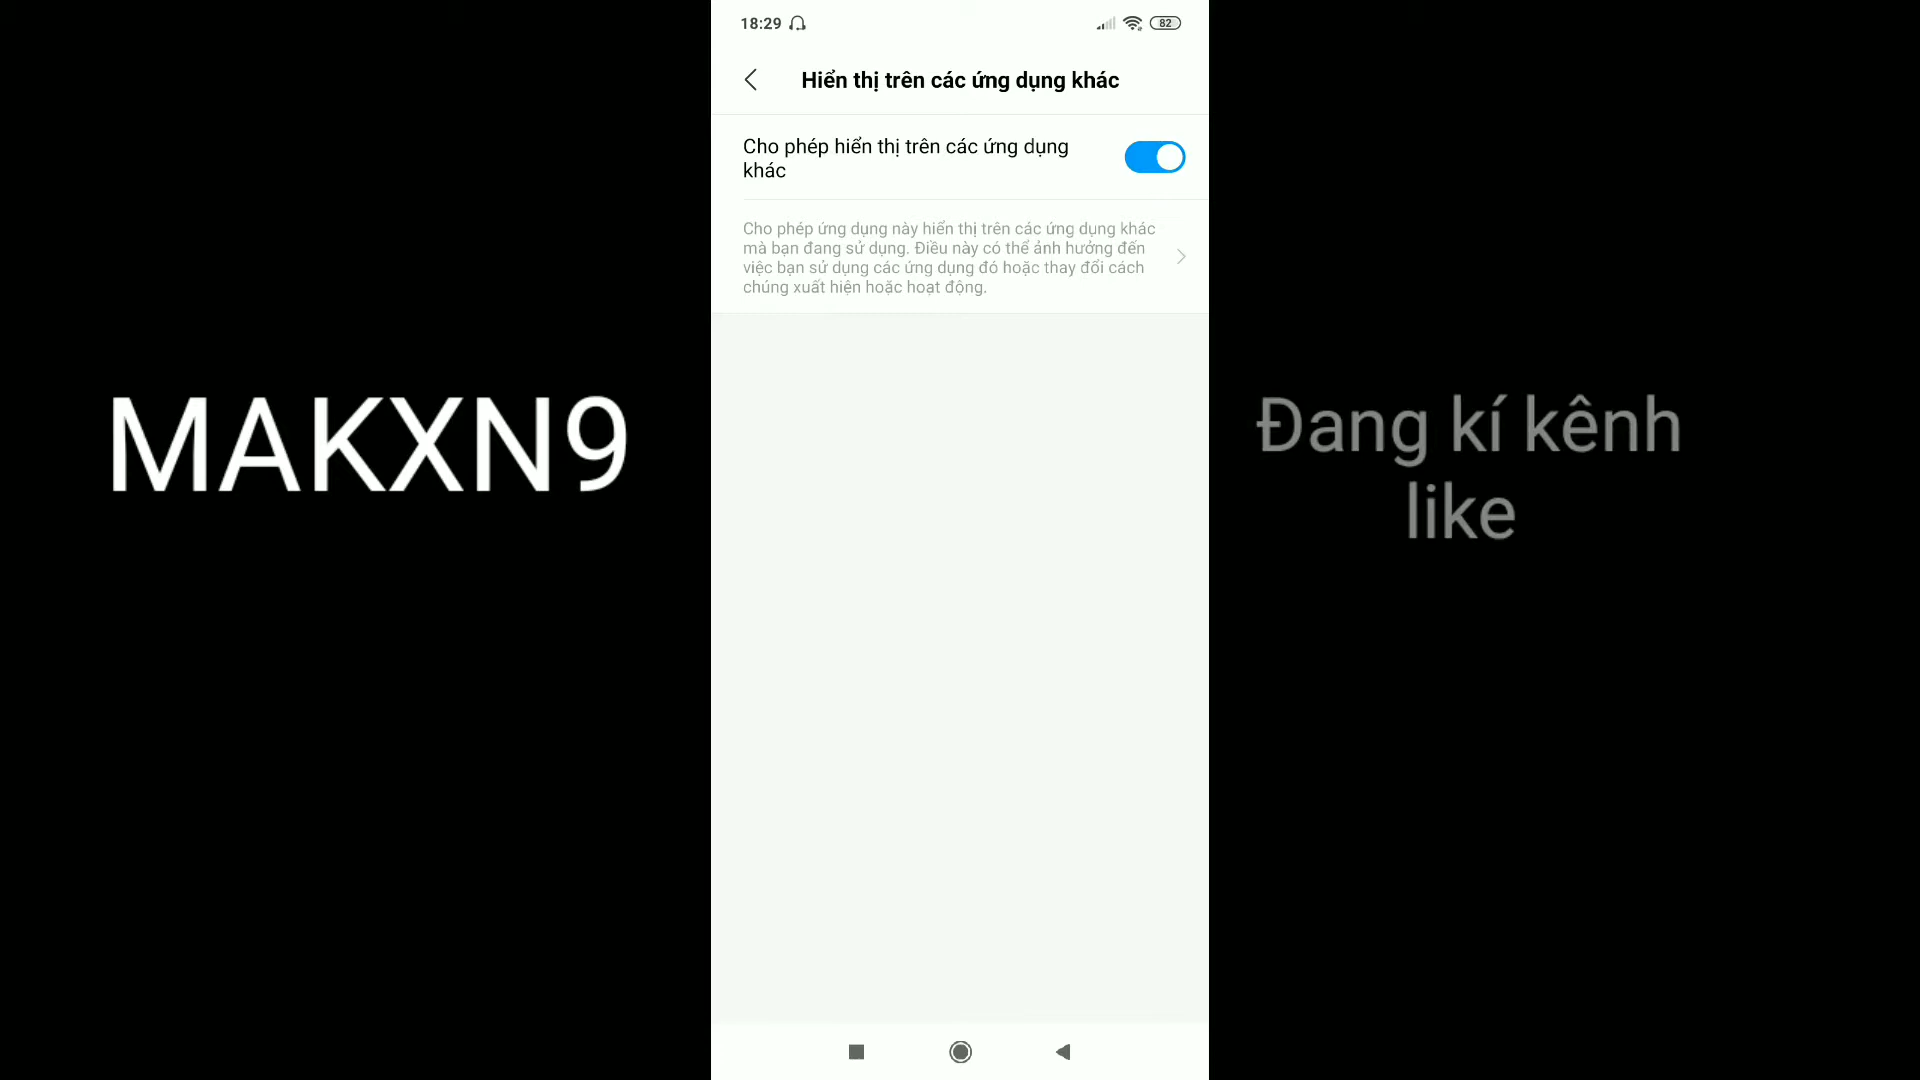 18:29
82
Hiển thị trên các ứng dụng khác
Cho phép hiển thị trên các ứng dụng
khác
Cho phép ứng dụng này hiển thị trên các ứng dụng khác
mà bạn đang sử dụng. Điều này có thể ảnh hưởng đến
việc bạn sử dụng các ứng dụng đó hoặc thay đổi cách
chúng xuất hiện hoặc hoạt động.
MAKXN9
Đang kí kênh
like